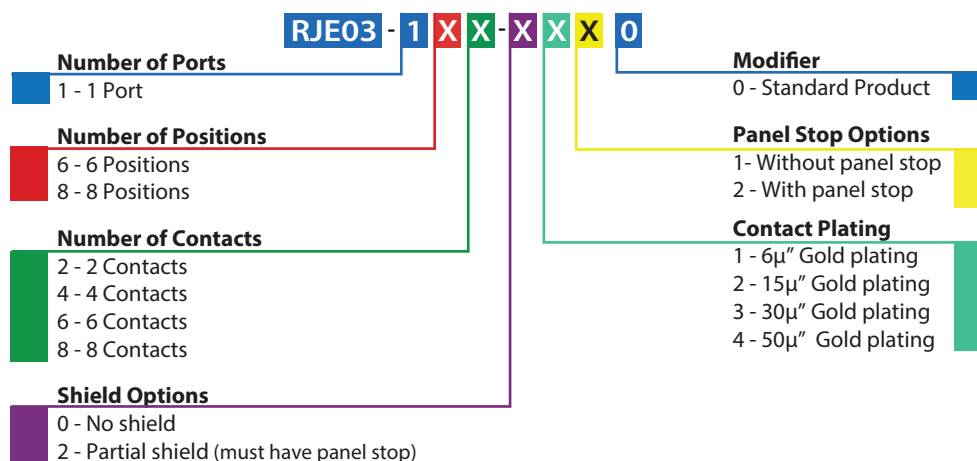 RJE03 - 1 X X - X X X 0
Number of Ports
1 - 1 Port
Number of Positions
6 - 6 Positions
8 - 8 Positions
Number of Contacts
2 - 2 Contacts
4 - 4 Contacts
6 - 6 Contacts
8 - 8 Contacts
Shield Options
0 - No shield
2 - Partial shield (must have panel stop)
Modifier
0 - Standard Product
Panel Stop Options
1- Without panel stop
2 - With panel stop
Contact Plating
1 - 6µ” Gold plating
2 - 15µ” Gold plating
3 - 30µ” Gold plating
4 - 50µ”  Gold plating